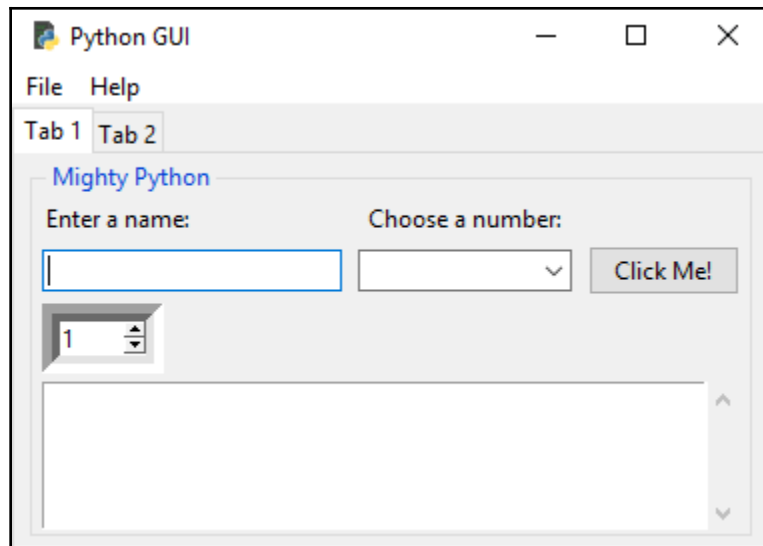 Python GUI
File Help
Tab 1 Tab 2
Mighty Python
Enter a name: Choose a number:
Click Me!
1